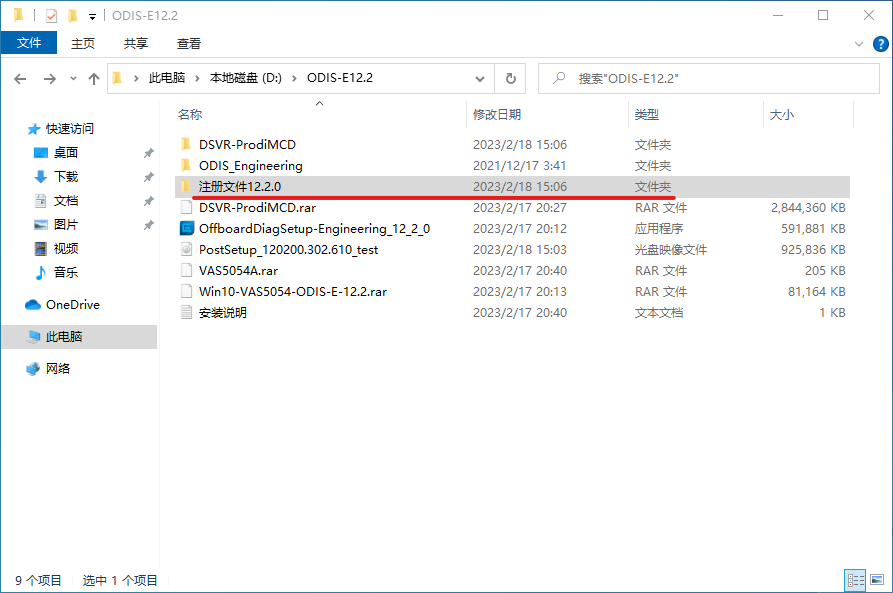 ODIS-E12.2
文件 主页 共享 查看
此电脑 本地磁盘 (D:) ODIS-E12.2 搜索"ODIS-E12.2"
名称 修改日期 类型 大小
快速访问
桌面
下载
文档
图片
视频
音乐
OneDrive
此电脑
网络
DSVR-ProdiMCD 2023/2/18 15:06 文件夹
ODIS_Engineering 2021/12/17 3:41 文件夹
注册文件12.2.0 2023/2/18 15:06 文件夹
DSVR-ProdiMCD.rar 2023/2/17 20:27 RAR 文件 2,844,360 KB
OffboardDiagSetup-Engineering_12_2_0 2023/2/17 20:12 应用程序 591,881 KB
PostSetup_120200.302.610_test 2023/2/18 15:03 光盘映像文件 925,836 KB
VAS5054A.rar 2023/2/17 20:40 RAR 文件 205 KB
Win10-VAS5054-ODIS-E-12.2.rar 2023/2/17 20:13 RAR 文件 81,164 KB
安装说明 2023/2/17 20:40 文本文档 1 KB
9 个项目 选中 1 个项目